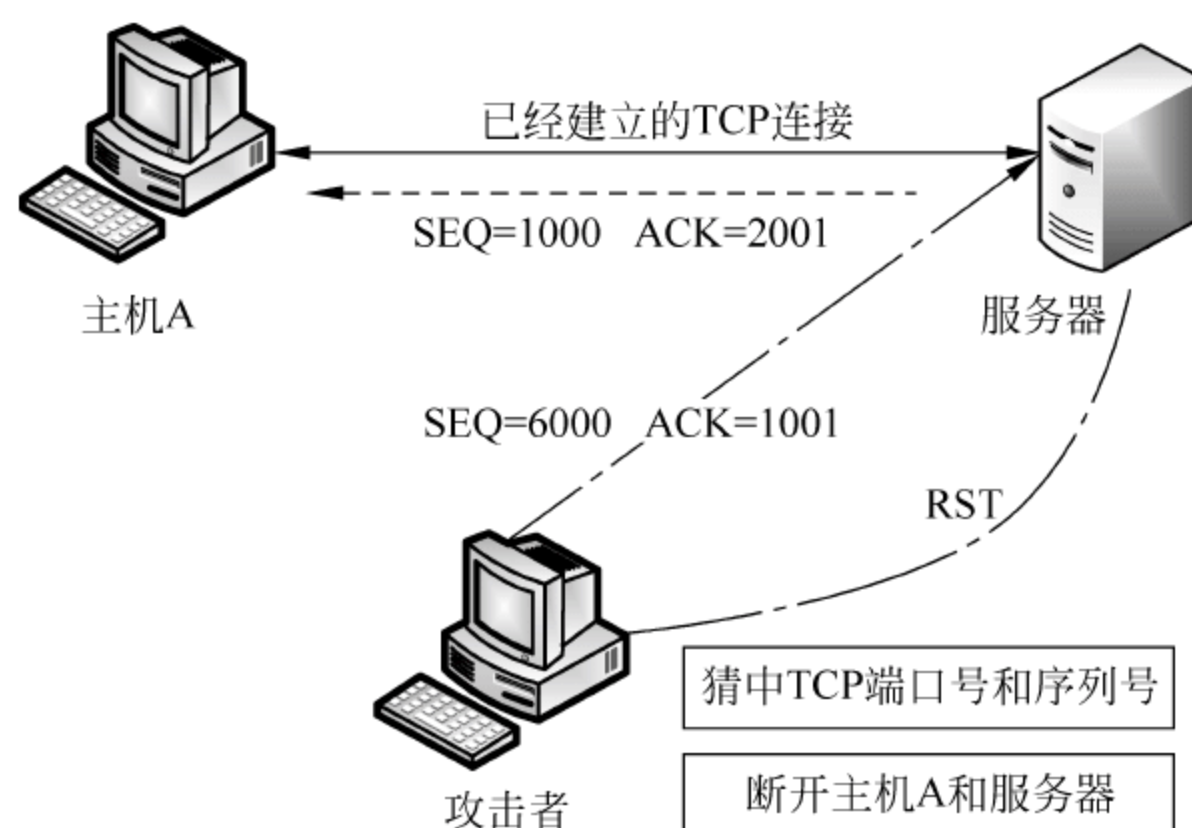 已经建立的TCP连接
SEQ=1000 ACK=2001
主机A
服务器
SEQ=6000 ACK=1001
RST
猜中TCP端口号和序列号
断开主机A和服务器
攻击者